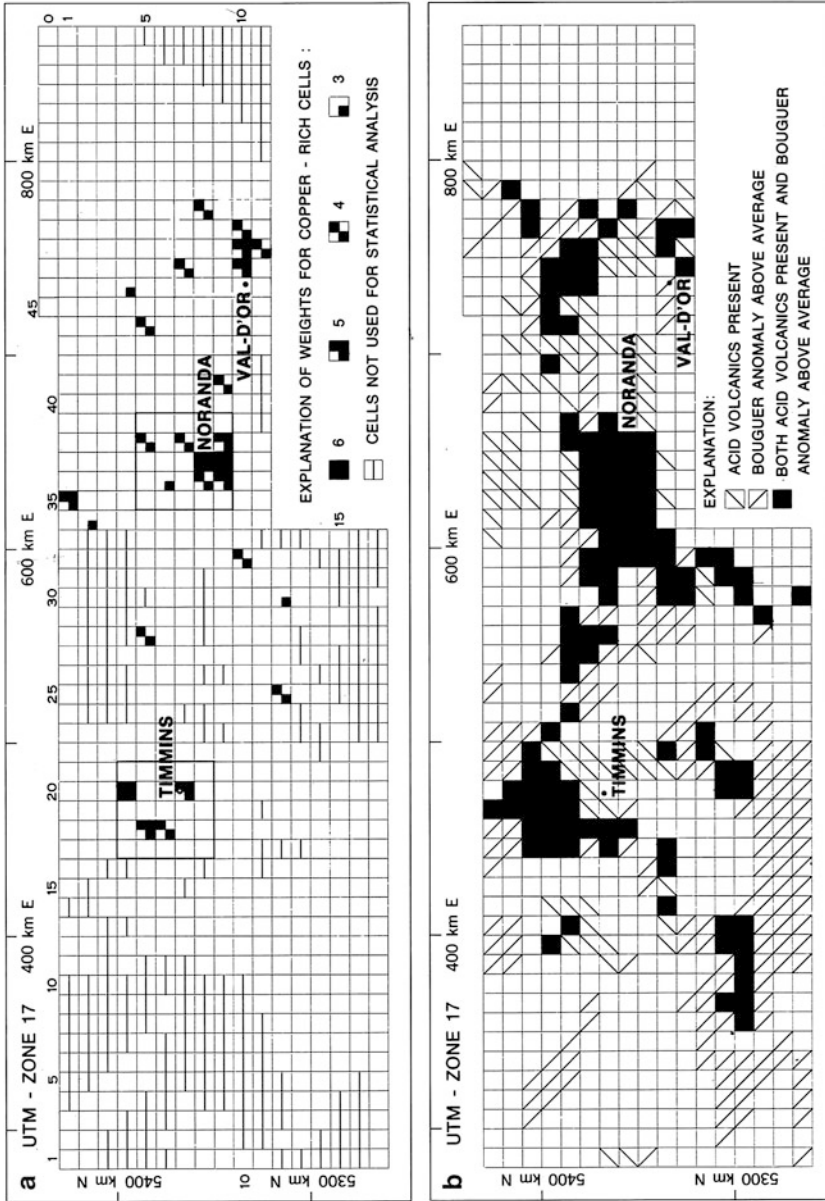 a
UTM - ZONE 17
400 km E
600 km E
800 km E
1
5
10
15
20
25
30
35
40
45
0
1
5
10
15
5400 km N
10
5300 km N
TIMMINS
NORANDA
VAL-D'OR
EXPLANATION OF WEIGHTS FOR COPPER - RICH CELLS :
6
5
4
3
CELLS NOT USED FOR STATISTICAL ANALYSIS
b
UTM - ZONE 17
400 km E
600 km E
800 km E
5400 km N
5300 km N
TIMMINS
NORANDA
VAL-D'OR
EXPLANATION:
ACID VOLCANICS PRESENT
BOUGUER ANOMALY ABOVE AVERAGE
BOTH ACID VOLCANICS PRESENT AND BOUGUER
ANOMALY ABOVE AVERAGE